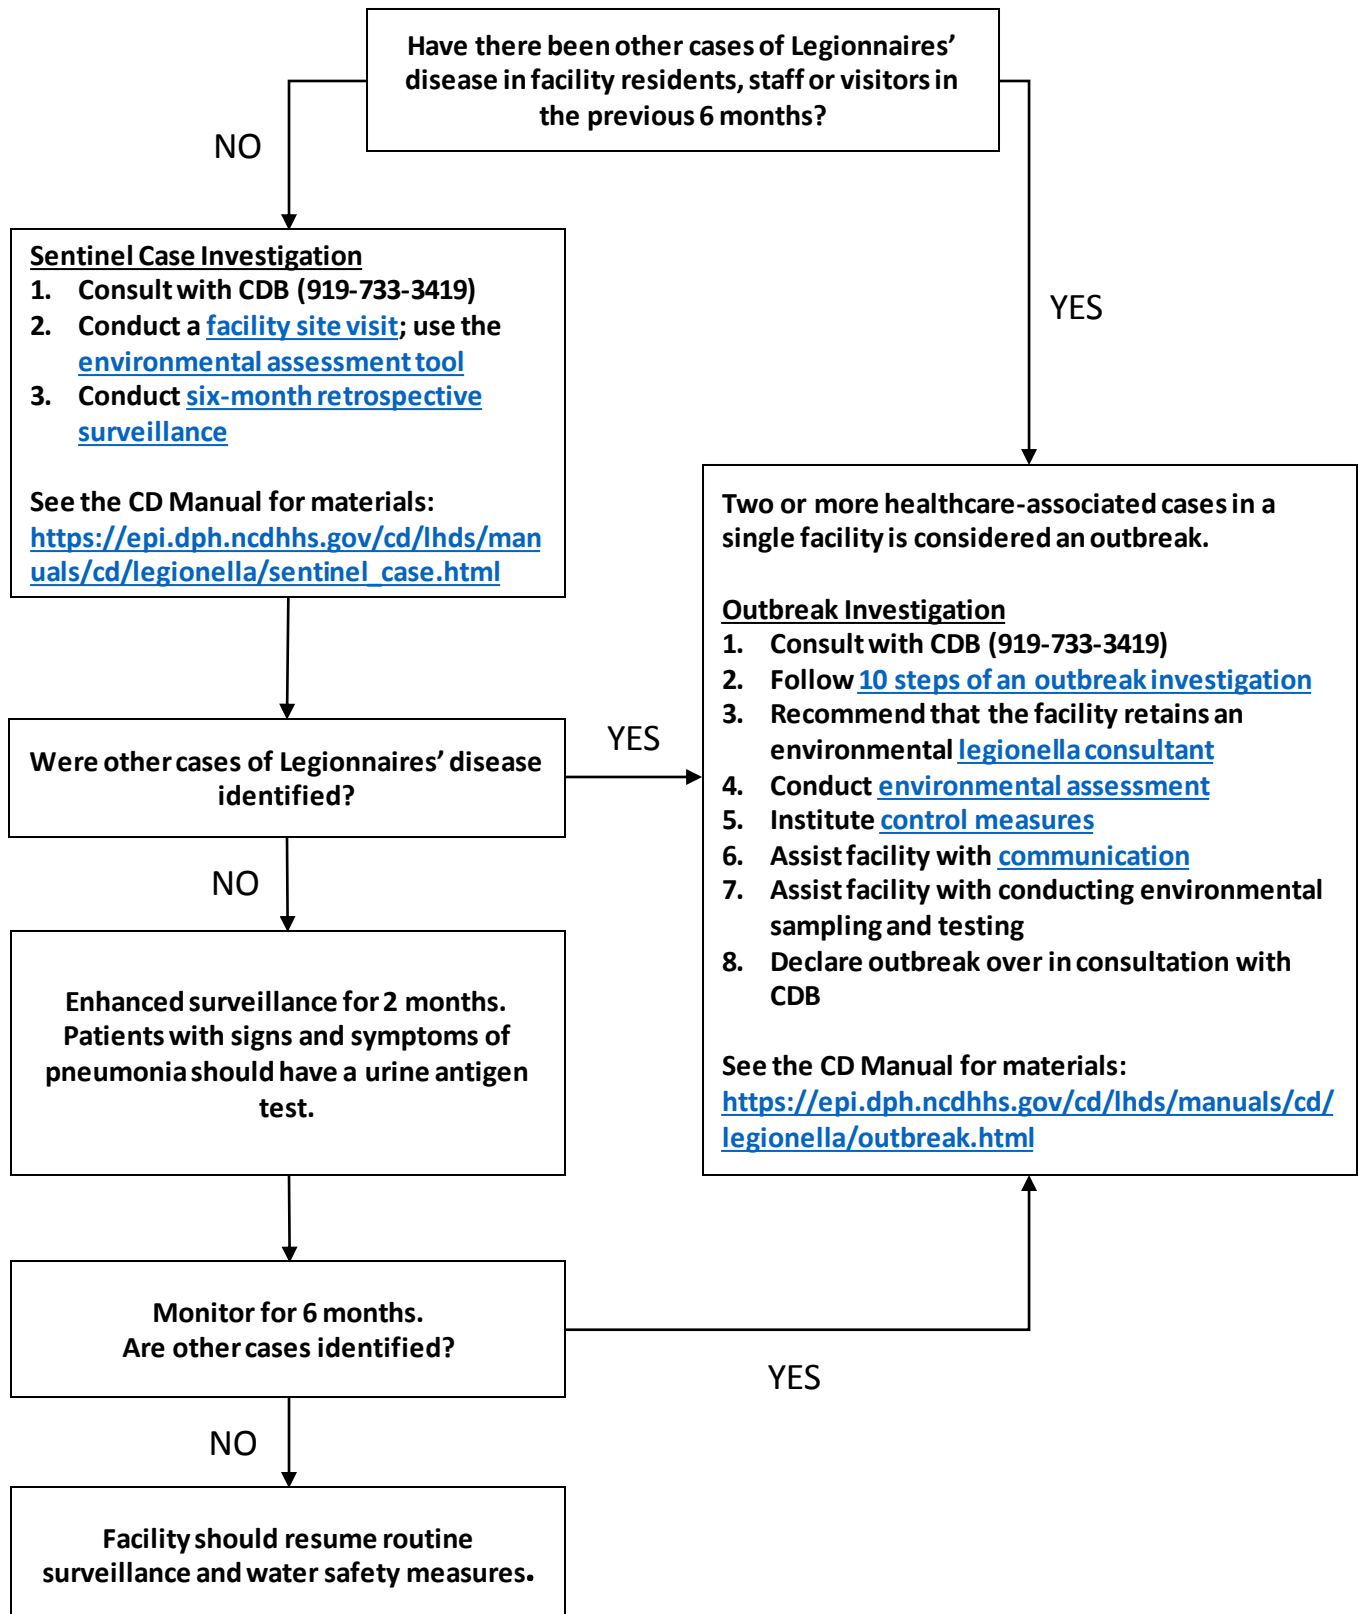 Have there been other cases of Legionnaires’
disease in facility residents, staff or visitors in
the previous 6 months?
NO
YES
Sentinel Case Investigation
1. Consult with CDB (919-733-3419)
2. Conduct a facility site visit; use the
environmental assessment tool
3. Conduct six-month retrospective
surveillance
See the CD Manual for materials:
https://epi.dph.ncdhhs.gov/cd/lhds/man
uals/cd/legionella/sentinel_case.html
Were other cases of Legionnaires’ disease
identified?
YES
NO
Two or more healthcare-associated cases in a
single facility is considered an outbreak.
Outbreak Investigation
1. Consult with CDB (919-733-3419)
2. Follow 10 steps of an outbreak investigation
3. Recommend that the facility retains an
environmental legionella consultant
4. Conduct environmental assessment
5. Institute control measures
6. Assist facility with communication
7. Assist facility with conducting environmental
sampling and testing
8. Declare outbreak over in consultation with
CDB
See the CD Manual for materials:
https://epi.dph.ncdhhs.gov/cd/lhds/manuals/cd/
legionella/outbreak.html
Enhanced surveillance for 2 months.
Patients with signs and symptoms of
pneumonia should have a urine antigen
test.
Monitor for 6 months.
Are other cases identified?
YES
NO
Facility should resume routine
surveillance and water safety measures.